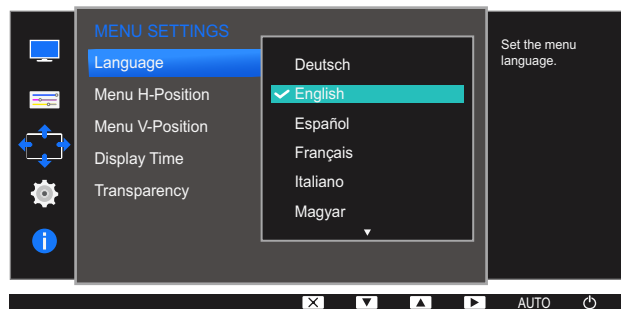 MENU SETTINGS
Language
Menu H-Position
Menu V-Position
Display Time
Transparency
Deutsch
English
Español
Français
Italiano
Magyar
Set the menu
language.
AUTO